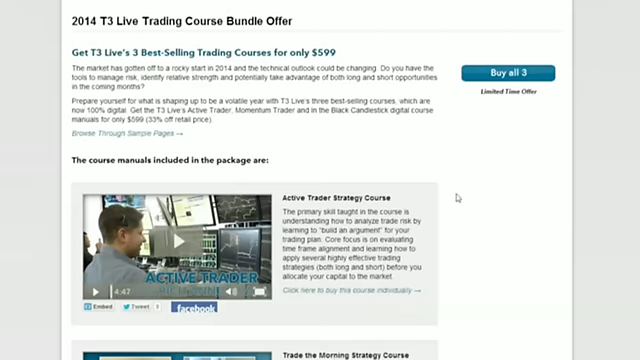 2014 T3 Live Trading Course Bundle Offer
Get T3 Live's 3 Best-Selling Trading Courses for only $599
The market has gotten off to a rocky start in 2014 and the technical outlook could be changing. Do you have the
tools to manage risk, identify relative strength and potentially take advantage of both long and short opportunities
in the coming months?
Buy all 3
Limited Time Offer
Prepare yourself for what is shaping up to be a volatile year with T3 Live's three best-selling courses, which are
now 100% digital. Get the T3 Live's Active Trader, Momentum Trader and in the Black Candlestick digital course
manuals for only $599 (33% off retail price).
Browse Through Sample Pages →
The course manuals included in the package are:
Active Trader Strategy Course
The primary skill taught in the course is
understanding how to analyze trade risk by
learning to "build an argument" for your
trading plan. Core focus is on evaluating
time frame alignment and learning how to
apply several highly effective trading
strategies (both long and short) before you
allocate your capital to the market.
Click here to buy this course individually →
ACTIVE TRADER
4:47
Embed
Tweet
3
facebook
Trade the Morning Strategy Course